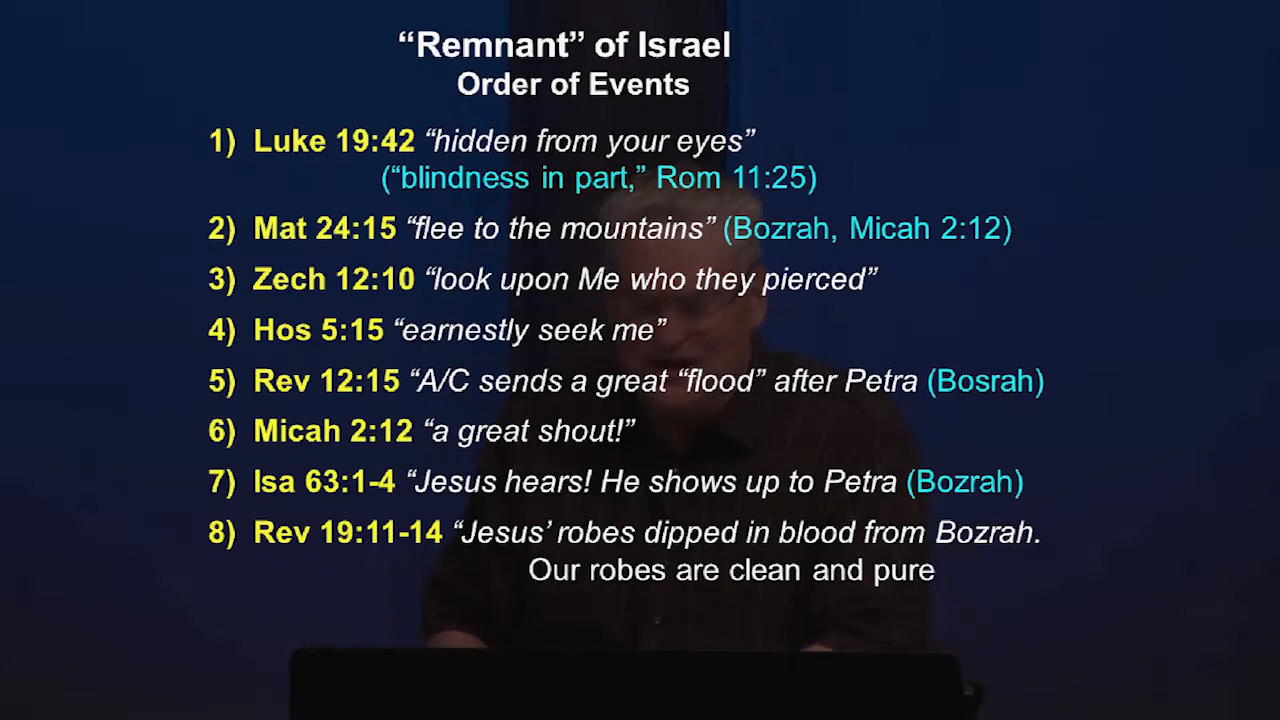 “Remnant” of Israel
Order of Events
1) Luke 19:42 “hidden from your eyes”
(“blindness in part,” Rom 11:25)
2) Mat 24:15 “flee to the mountains” (Bozrah, Micah 2:12)
3) Zech 12:10 “look upon Me who they pierced”
4) Hos 5:15 “earnestly seek me”
5) Rev 12:15 “A/C sends a great “flood” after Petra (Bosrah)
6) Micah 2:12 “a great shout!”
7) Isa 63:1-4 “Jesus hears! He shows up to Petra (Bozrah)
8) Rev 19:11-14 “Jesus’ robes dipped in blood from Bozrah.
Our robes are clean and pure